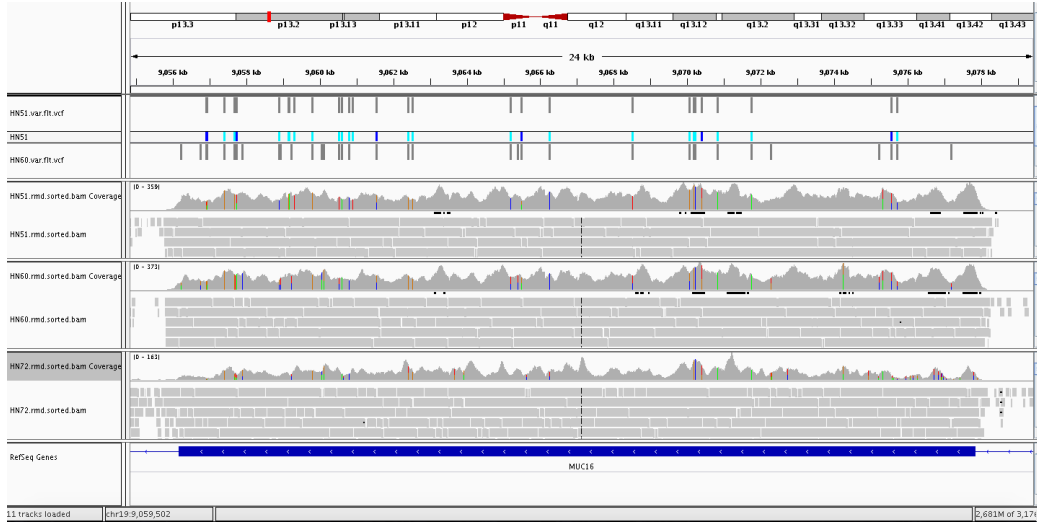 p13.3 p13.2 p13.13 p13.11 p12 p11 q11 q12 q13.11 q13.12 q13.2 q13.31 q13.32 q13.33 q13.41 q13.42 q13.43
24 kb
9,056 kb 9,058 kb 9,060 kb 9,062 kb 9,064 kb 9,066 kb 9,068 kb 9,070 kb 9,072 kb 9,074 kb 9,076 kb 9,078 kb
HN51.var.flt.vcf
HN51
HN60.var.flt.vcf
[0 - 359]
HN51.rmd.sorted.bam Coverage
HN51.rmd.sorted.bam
[0 - 373]
HN60.rmd.sorted.bam Coverage
HN60.rmd.sorted.bam
[0 - 163]
HN72.rmd.sorted.bam Coverage
HN72.rmd.sorted.bam
RefSeq Genes
MUC16
11 tracks loaded chr19:9,059,502 2,681M of 3,17